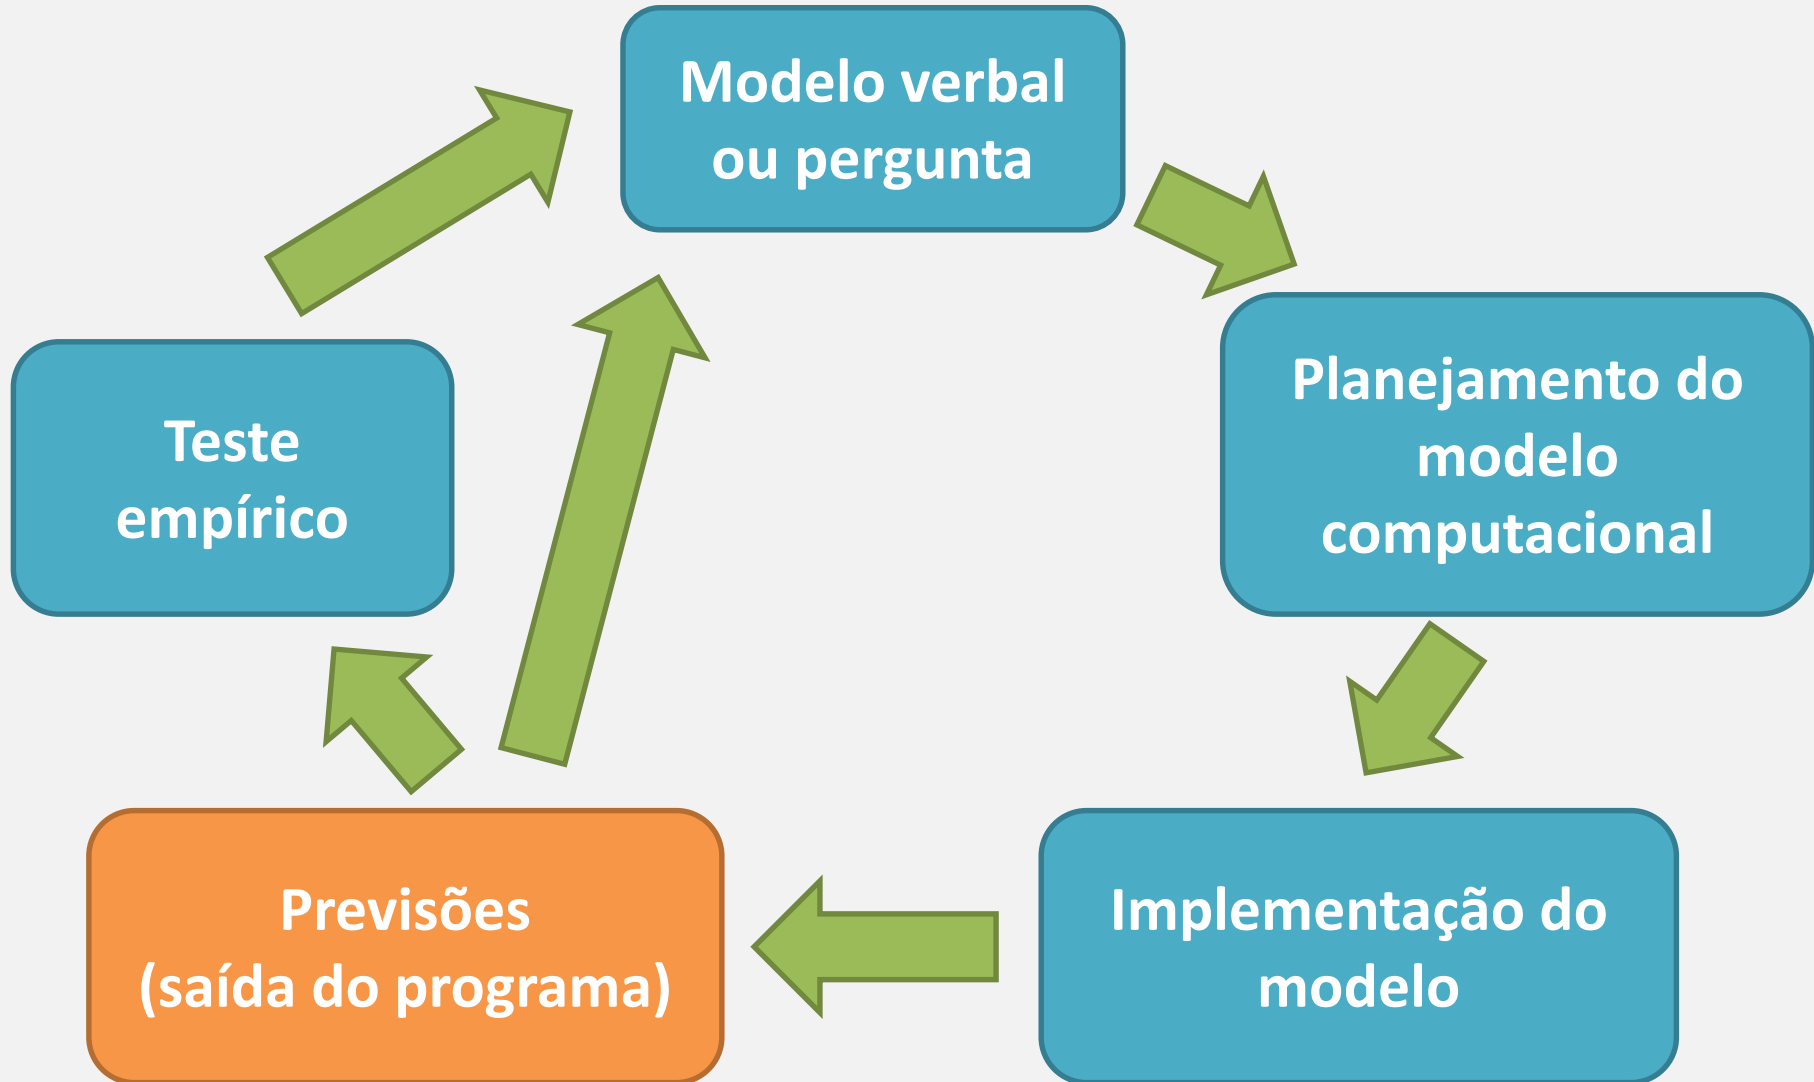 Modelo verbal
ou pergunta
Planejamento do
modelo
computacional
Implementação do
modelo
Previsões
(saída do programa)
Teste
empírico